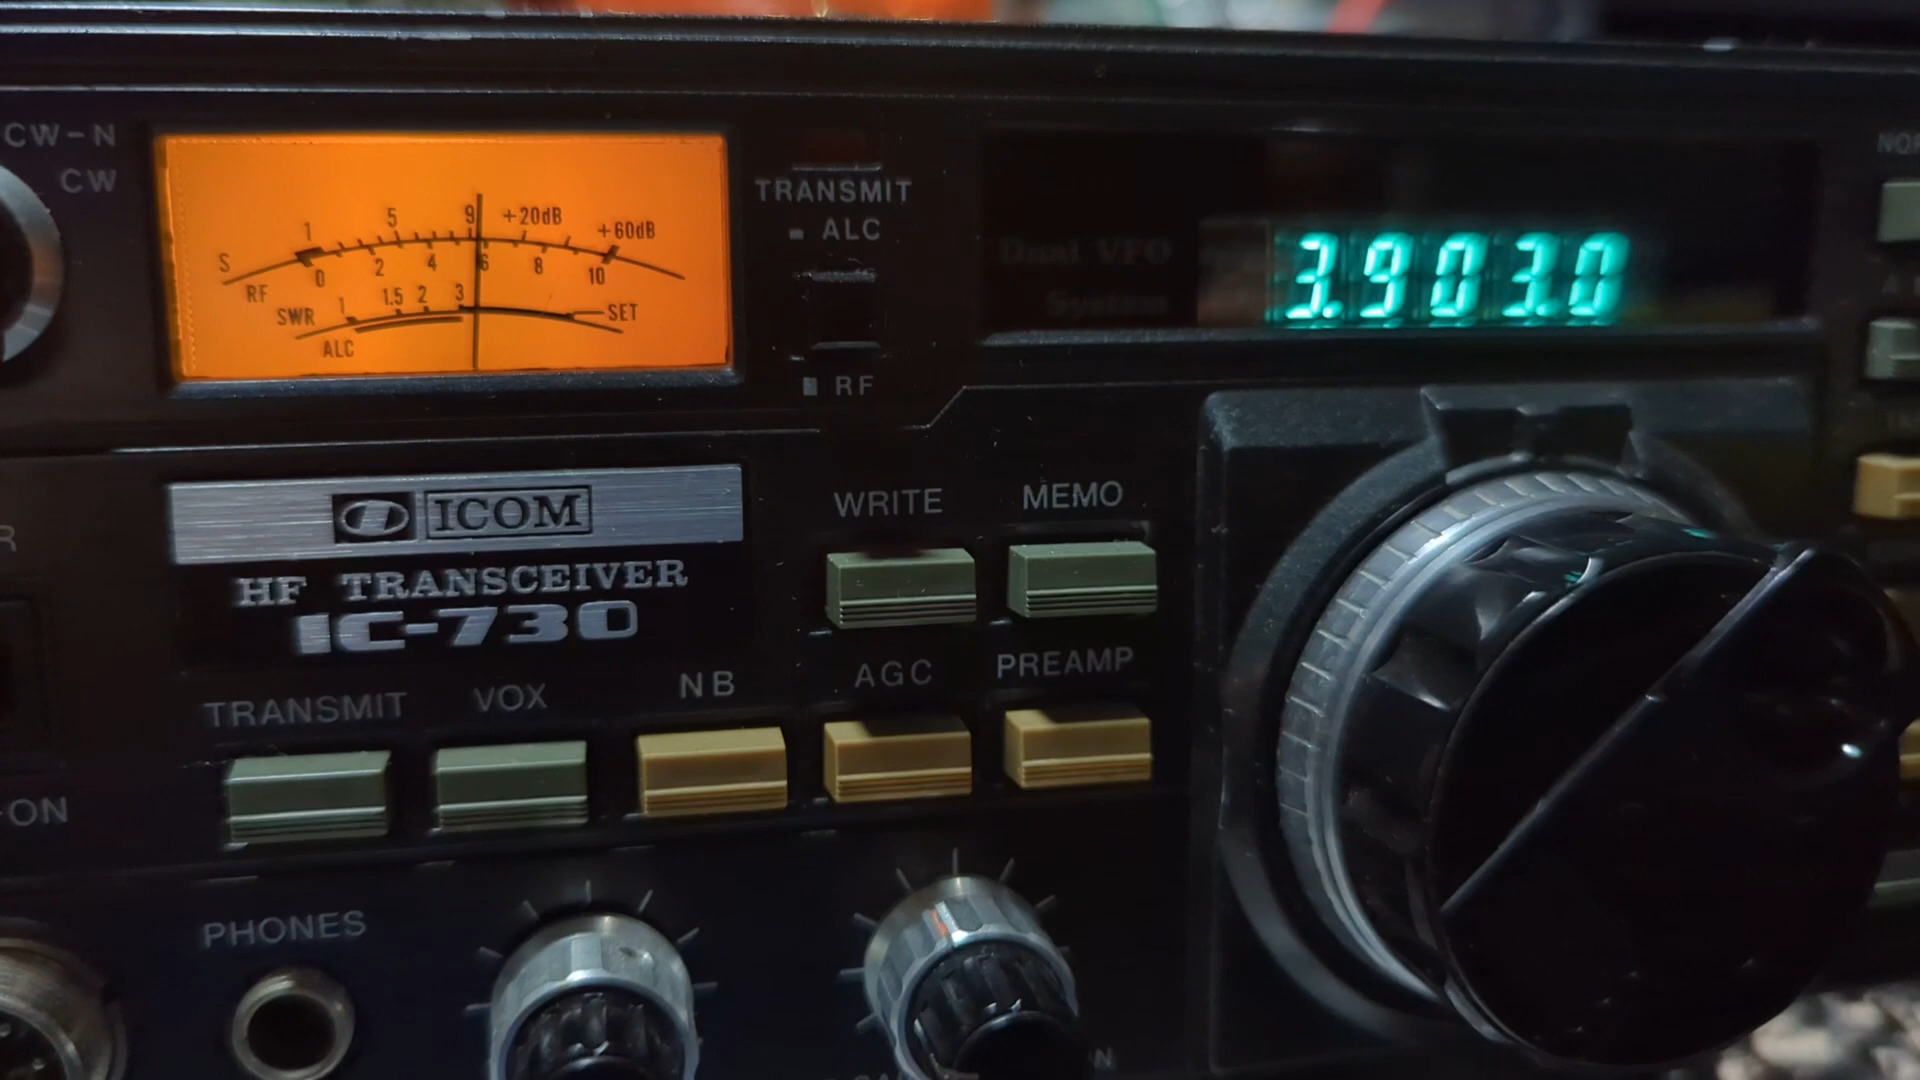 CW-N
CW
S 1 5 9 +20dB +60dB
RF 0 2 4 6 8 10
SWR 1 1.5 2 3 SET
ALC
TRANSMIT
ALC
RF
Dual VFO
System
3.903.0
ICOM
HF TRANSCEIVER
IC-730
WRITE MEMO
AGC PREAMP
TRANSMIT VOX NB
-ON
PHONES